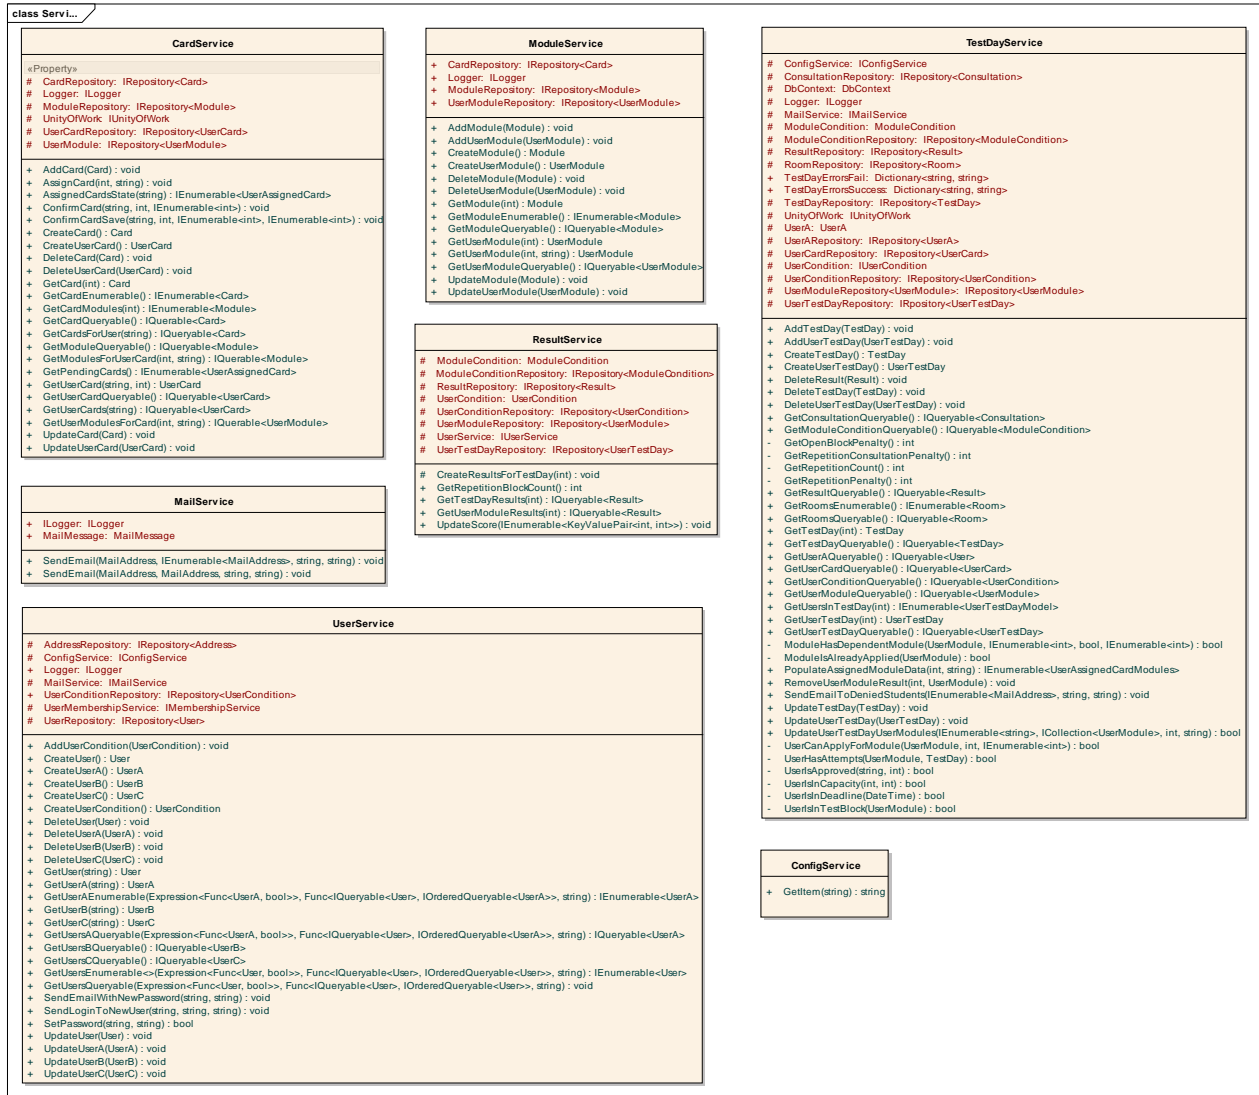 class Servi...
CardService
«Property»
# CardRepository: IRepository<Card>
# Logger: ILogger
# ModuleRepository: IRepository<Module>
# UnityOfWork IUnityOfWork
# UserCardRepository: IRepository<UserCard>
# UserModule: IRepository<UserModule>
+ AddCard(Card) : void
+ AssignCard(int, string) : void
+ AssignedCardsState(string) : IEnumerable<UserAssignedCard>
+ ConfirmCard(string, int, IEnumerable<int>) : void
+ ConfirmCardSave(string, int, IEnumerable<int>, IEnumerable<int>) : void
+ CreateCard() : Card
+ CreateUserCard() : UserCard
+ DeleteCard(Card) : void
+ DeleteUserCard(UserCard) : void
+ GetCard(int) : Card
+ GetCardEnumerable() : IEnumerable<Card>
+ GetCardModules(int) : IEnumerable<Module>
+ GetCardQueryable() : IQuerable<Card>
+ GetCardsForUser(string) : IQueryable<Card>
+ GetModuleQueryable() : IQueryable<Module>
+ GetModulesForUserCard(int, string) : IQuerable<Module>
+ GetPendingCards() : IEnumerable<UserAssignedCard>
+ GetUserCard(string, int) : UserCard
+ GetUserCardQueryable() : IQueryable<UserCard>
+ GetUserCards(string) : IQueryable<UserCard>
+ GetUserModulesForCard(int, string) : IQuerable<UserModule>
+ UpdateCard(Card) : void
+ UpdateUserCard(UserCard) : void
MailService
+ ILogger: ILogger
+ MailMessage: MailMessage
+ SendEmail(MailAddress, IEnumerable<MailAddress>, string, string) : void
+ SendEmail(MailAddress, MailAddress, string, string) : void
ModuleService
+ CardRepository: IRepository<Card>
+ Logger: ILogger
+ ModuleRepository: IRepository<Module>
+ UserModuleRepository: IRepository<UserModule>
+ AddModule(Module) : void
+ AddUserModule(UserModule) : void
+ CreateModule() : Module
+ CreateUserModule() : UserModule
+ DeleteModule(Module) : void
+ DeleteUserModule(UserModule) : void
+ GetModule(int) : Module
+ GetModuleEnumerable() : IEnumerable<Module>
+ GetModuleQueryable() : IQueryable<Module>
+ GetUserModule(int) : UserModule
+ GetUserModule(int, string) : UserModule
+ GetUserModuleQueryable() : IQueryable<UserModule>
+ UpdateModule(Module) : void
+ UpdateUserModule(UserModule) : void
ResultService
# ModuleCondition: ModuleCondition
# ModuleConditionRepository: IRepository<ModuleCondition>
# ResultRepository: IRepository<Result>
# UserCondition: UserCondition
# UserConditionRepository: IRepository<UserCondition>
# UserModuleRepository: IRepository<UserModule>
# UserService: IUserService
# UserTestDayRepository: IRepository<UserTestDay>
# CreateResultsForTestDay(int) : void
+ GetRepetitionBlockCount() : int
+ GetTestDayResults(int) : IQueryable<Result>
+ GetUserModuleResults(int) : IQueryable<Result>
+ UpdateScore(IEnumerable<KeyValuePair<int, int>>) : void
UserService
# AddressRepository: IRepository<Address>
# ConfigService: IConfigService
+ Logger: ILogger
# MailService: IMailService
+ UserConditionRepository: IRepository<UserCondition>
# UserMembershipService: IMembershipService
# UserRepository: IRepository<User>
+ AddUserCondition(UserCondition) : void
+ CreateUser() : User
+ CreateUserA() : UserA
+ CreateUserB() : UserB
+ CreateUserC() : UserC
+ CreateUserCondition() : UserCondition
+ DeleteUser(User) : void
+ DeleteUserA(UserA) : void
+ DeleteUserB(UserB) : void
+ DeleteUserC(UserC) : void
+ GetUser(string) : User
+ GetUserA(string) : UserA
+ GetUserAEnumerable(Expression<Func<UserA, bool>>, Func<IQueryable<User>, IOrderedQueryable<UserA>>, string) : IEnumerable<UserA>
+ GetUserB(string) : UserB
+ GetUserC(string) : UserC
+ GetUsersAQueryable(Expression<Func<UserA, bool>>, Func<IQueryable<User>, IOrderedQueryable<UserA>>, string) : IQueryable<UserA>
+ GetUsersBQueryable() : IQueryable<UserB>
+ GetUsersCQueryable() : IQueryable<UserC>
+ GetUsersEnumerable<>(Expression<Func<User, bool>>, Func<IQueryable<User>, IOrderedQueryable<User>>, string) : IEnumerable<User>
+ GetUsersQueryable(Expression<Func<User, bool>>, Func<IQueryable<User>, IOrderedQueryable<User>>, string) : void
+ SendEmailWithNewPassword(string, string) : void
+ SendLoginToNewUser(string, string, string) : void
+ SetPassword(string, string) : bool
+ UpdateUser(User) : void
+ UpdateUserA(UserA) : void
+ UpdateUserB(UserB) : void
+ UpdateUserC(UserC) : void
TestDayService
# ConfigService: IConfigService
# ConsultationRepository: IRepository<Consultation>
# DbContext: DbContext
# Logger: ILogger
# MailService: IMailService
# ModuleCondition: ModuleCondition
# ModuleConditionRepository: IRepository<ModuleCondition>
# ResultRepository: IRepository<Result>
# RoomRepository: IRepository<Room>
+ TestDayErrorsFail: Dictionary<string, string>
+ TestDayErrorsSuccess: Dictionary<string, string>
# TestDayRepository: IRepository<TestDay>
# UnityOfWork: IUnityOfWork
# UserA: UserA
# UserARepository: IRepository<UserA>
# UserCardRepository: IRepository<UserCard>
# UserCondition: IUserCondition
# UserConditionRepository: IRepository<UserCondition>
# UserModuleRepository<UserModule>: IRepository<UserModule>
# UserTestDayRepository: IRpository<UserTestDay>
+ AddTestDay(TestDay) : void
+ AddUserTestDay(UserTestDay) : void
+ CreateTestDay() : TestDay
+ CreateUserTestDay() : UserTestDay
+ DeleteResult(Result) : void
+ DeleteTestDay(TestDay) : void
+ DeleteUserTestDay(UserTestDay) : void
+ GetConsultationQueryable() : IQueryable<Consultation>
+ GetModuleConditionQueryable() : IQueryable<ModuleCondition>
- GetOpenBlockPenalty() : int
- GetRepetitionConsultationPenalty() : int
- GetRepetitionCount() : int
- GetRepetitionPenalty() : int
+ GetResultQueryable() : IQueryable<Result>
+ GetRoomsEnumerable() : IEnumerable<Room>
+ GetRoomsQueryable() : IQueryable<Room>
+ GetTestDay(int) : TestDay
+ GetTestDayQueryable() : IQueryable<TestDay>
+ GetUserAQueryable() : IQueryable<User>
+ GetUserCardQueryable() : IQueryable<UserCard>
+ GetUserConditionQueryable() : IQueryable<UserCondition>
+ GetUserModuleQueryable() : IQueryable<UserModule>
+ GetUsersInTestDay(int) : IEnumerable<UserTestDayModel>
+ GetUserTestDay(int) : UserTestDay
+ GetUserTestDayQueryable() : IQueryable<UserTestDay>
- ModuleHasDependentModule(UserModule, IEnumerable<int>, bool, IEnumerable<int>) : bool
- ModuleIsAlreadyApplied(UserModule) : bool
+ PopulateAssignedModuleData(int, string) : IEnumerable<UserAssignedCardModules>
+ RemoveUserModuleResult(int, UserModule) : void
+ SendEmailToDeniedStudents(IEnumerable<MailAddress>, string, string) : void
+ UpdateTestDay(TestDay) : void
+ UpdateUserTestDay(UserTestDay) : void
+ UpdateUserTestDayUserModules(IEnumerable<string>, ICollection<UserModule>, int, string) : bool
- UserCanApplyForModule(UserModule, int, IEnumerable<int>) : bool
- UserHasAttempts(UserModule, TestDay) : bool
- UserIsApproved(string, int) : bool
- UserIsInCapacity(int, int) : bool
- UserIsInDeadline(DateTime) : bool
- UserIsInTestBlock(UserModule) : bool
ConfigService
+ GetItem(string) : string